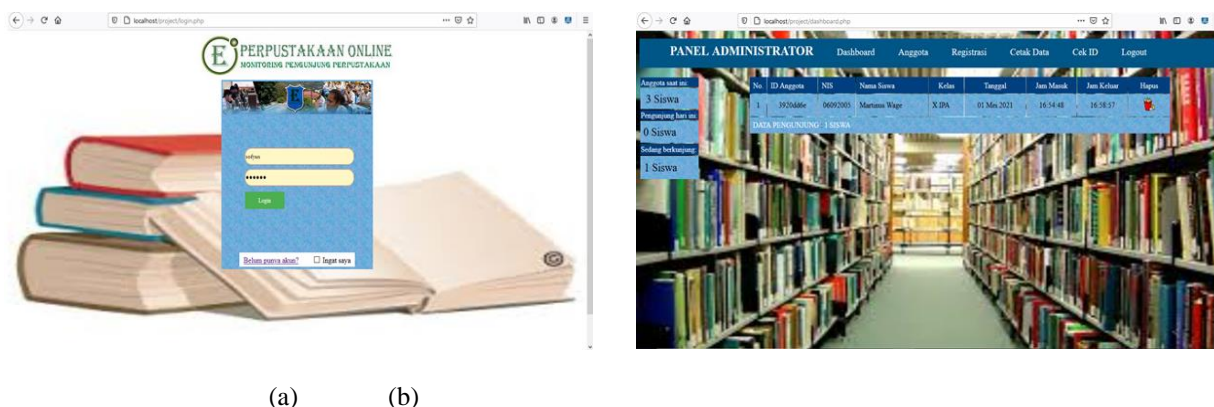 localhost/project/login.php
PERPUSTAKAAN ONLINE
MONITORING PENGUNJUNG PERPUSTAKAAN
Login
Belum punya akun? Ingat saya
localhost/project/dashboard.php
PANEL ADMINISTRATOR Dashboard Anggota Registrasi Cetak Data Cek ID Logout
Anggota saat ini:
3 Siswa
Pengunjung hari ini:
0 Siswa
Sedang berkunjung:
1 Siswa
No ID Anggota NIS Nama Siswa Kelas Tanggal Jam Masuk Jam Keluar Hapus
1 3920dd6e 06092005 Martinus Wage X IPA 01 Mei 2021 16:54:48 16:58:57
DATA PENGUNJUNG 1 SISWA
(a) (b)